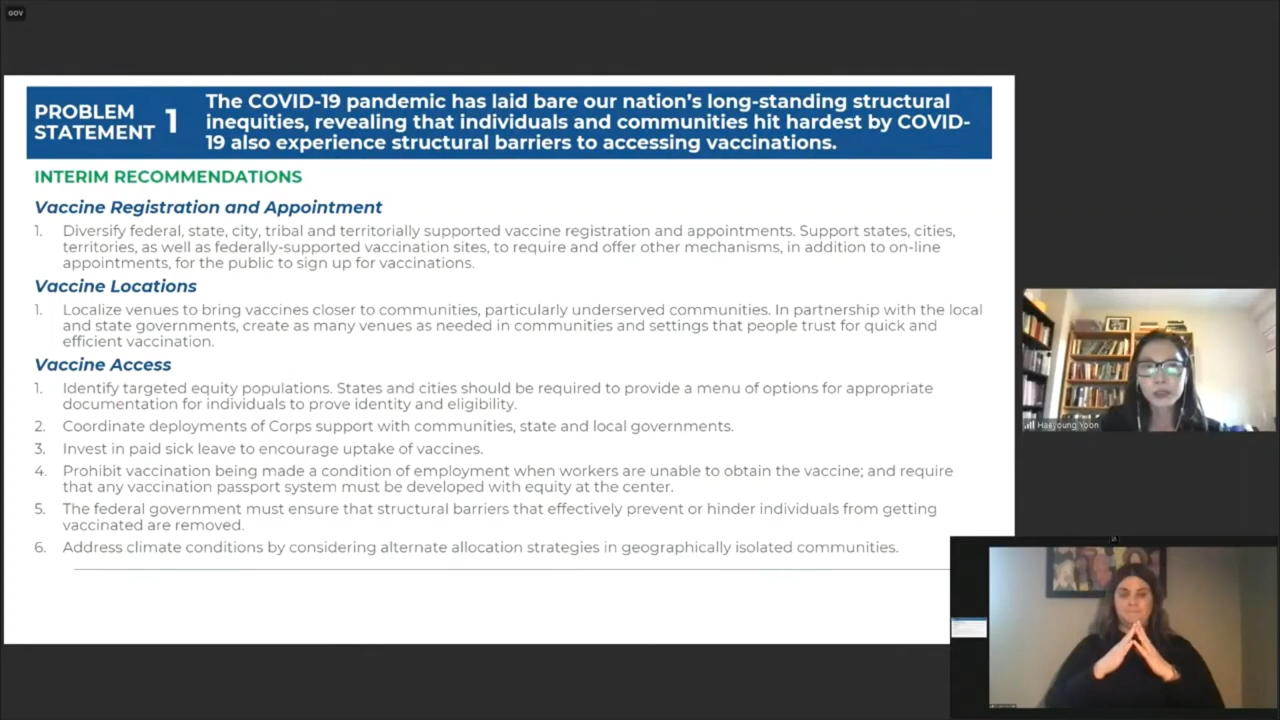 GOV
PROBLEM
STATEMENT 1
The COVID-19 pandemic has laid bare our nation's long-standing structural
inequities, revealing that individuals and communities hit hardest by COVID-
19 also experience structural barriers to accessing vaccinations.
INTERIM RECOMMENDATIONS
Vaccine Registration and Appointment
1. Diversify federal, state, city, tribal and territorially supported vaccine registration and appointments. Support states, cities,
territories, as well as federally-supported vaccination sites, to require and offer other mechanisms, in addition to on-line
appointments, for the public to sign up for vaccinations.
Vaccine Locations
1. Localize venues to bring vaccines closer to communities, particularly underserved communities. In partnership with the local
and state governments, create as many venues as needed in communities and settings that people trust for quick and
efficient vaccination.
Vaccine Access
1. Identify targeted equity populations. States and cities should be required to provide a menu of options for appropriate
documentation for individuals to prove identity and eligibility.
2. Coordinate deployments of Corps support with communities, state and local governments.
3. Invest in paid sick leave to encourage uptake of vaccines.
4. Prohibit vaccination being made a condition of employment when workers are unable to obtain the vaccine; and require
that any vaccination passport system must be developed with equity at the center.
5. The federal government must ensure that structural barriers that effectively prevent or hinder individuals from getting
vaccinated are removed.
6. Address climate conditions by considering alternate allocation strategies in geographically isolated communities.
Haeyoung Yoon